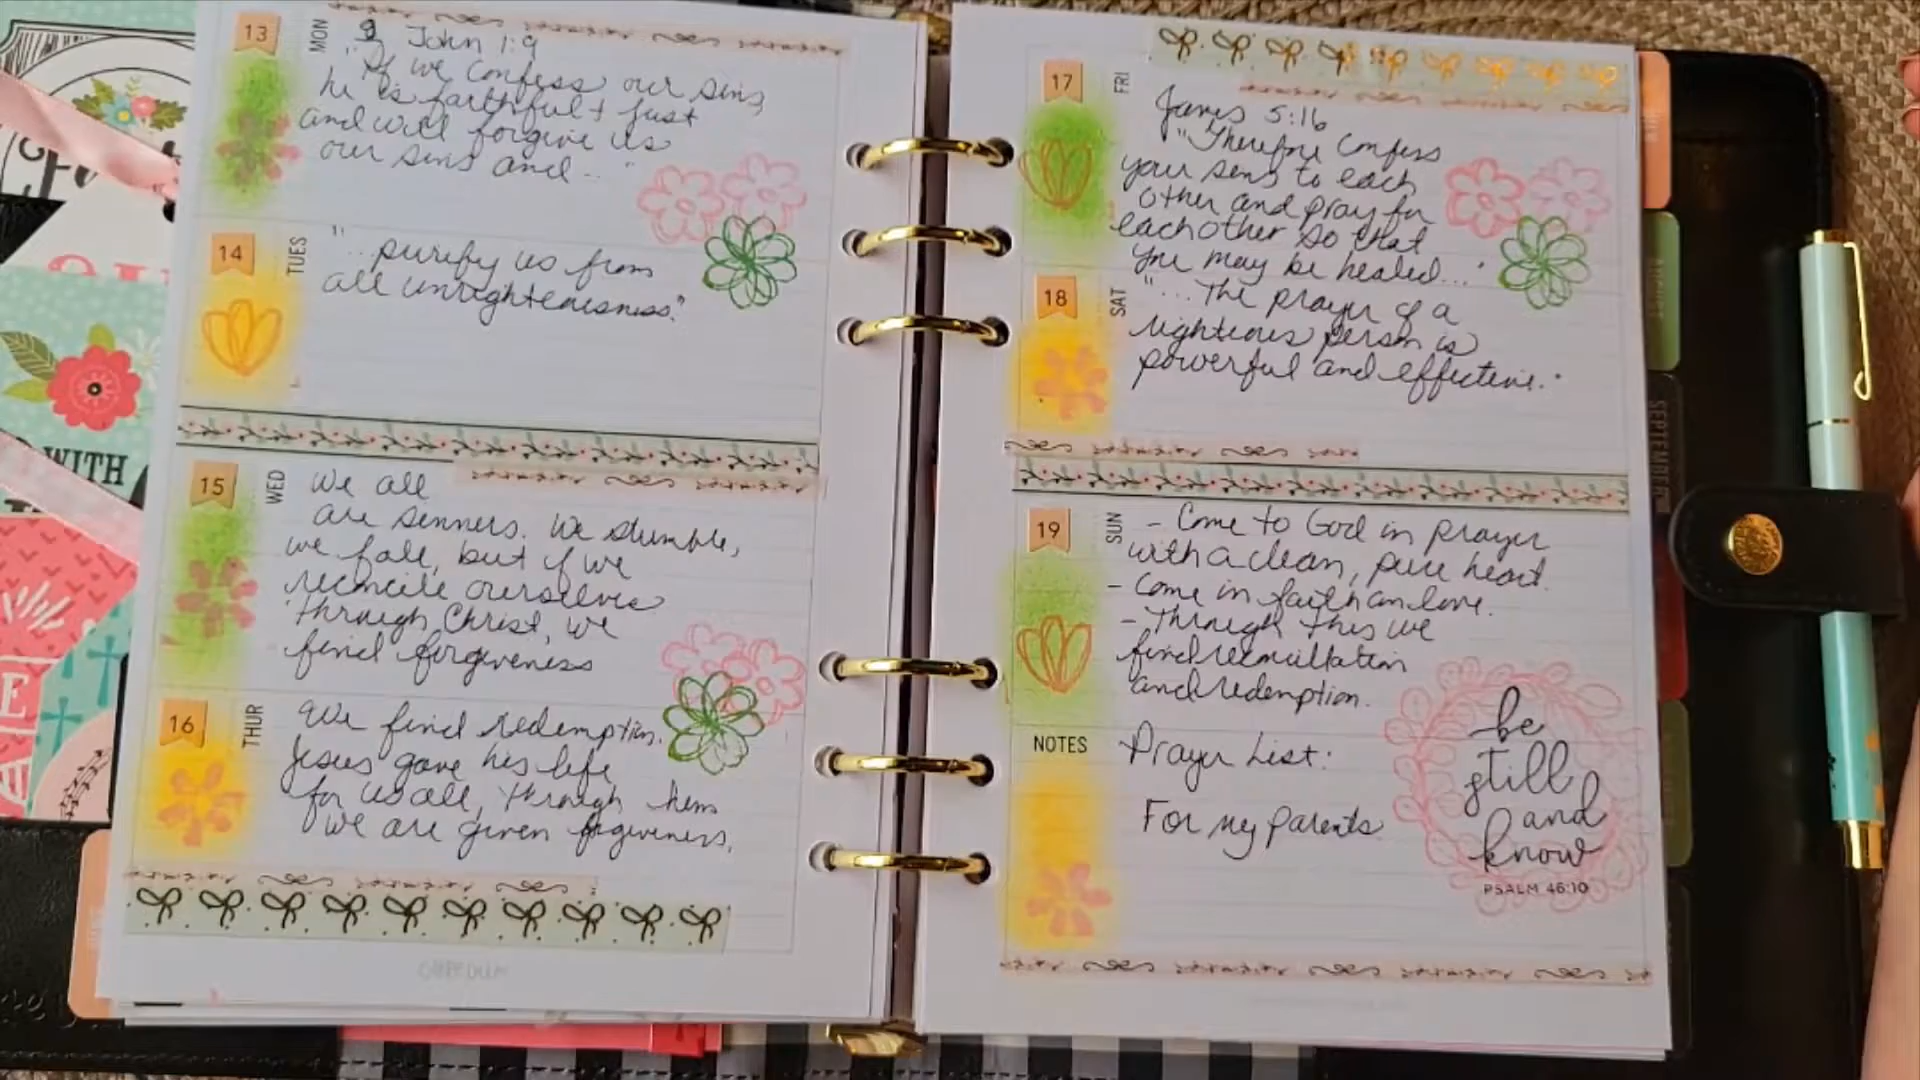 13
MON
John 1:9
"If we confess our sins,
he is faithful + just
and will forgive us
our sins and..."
14
TUES
"...purify us from
all unrighteousness."
15
WED
We all
are sinners. We stumble,
we fall, but if we
reconcile ourselves
through Christ, we
find forgiveness
16
THUR
We find redemption.
Jesus gave his life
for us all, through him
we are given forgiveness.
17
FRI
James 5:16
"Therefore confess
your sins to each
other and pray for
eachother so that
you may be healed..."
18
SAT
"...The prayer of a
righteous person is
powerful and effective."
19
SUN
- Come to God in prayer
with a clean, pure heart.
- Come in faith an love.
- Through this we
find reconciliation
and redemption.
NOTES
Prayer List:
For my parents
be
still
and
know
PSALM 46:10
WITH
SEPTEMBER